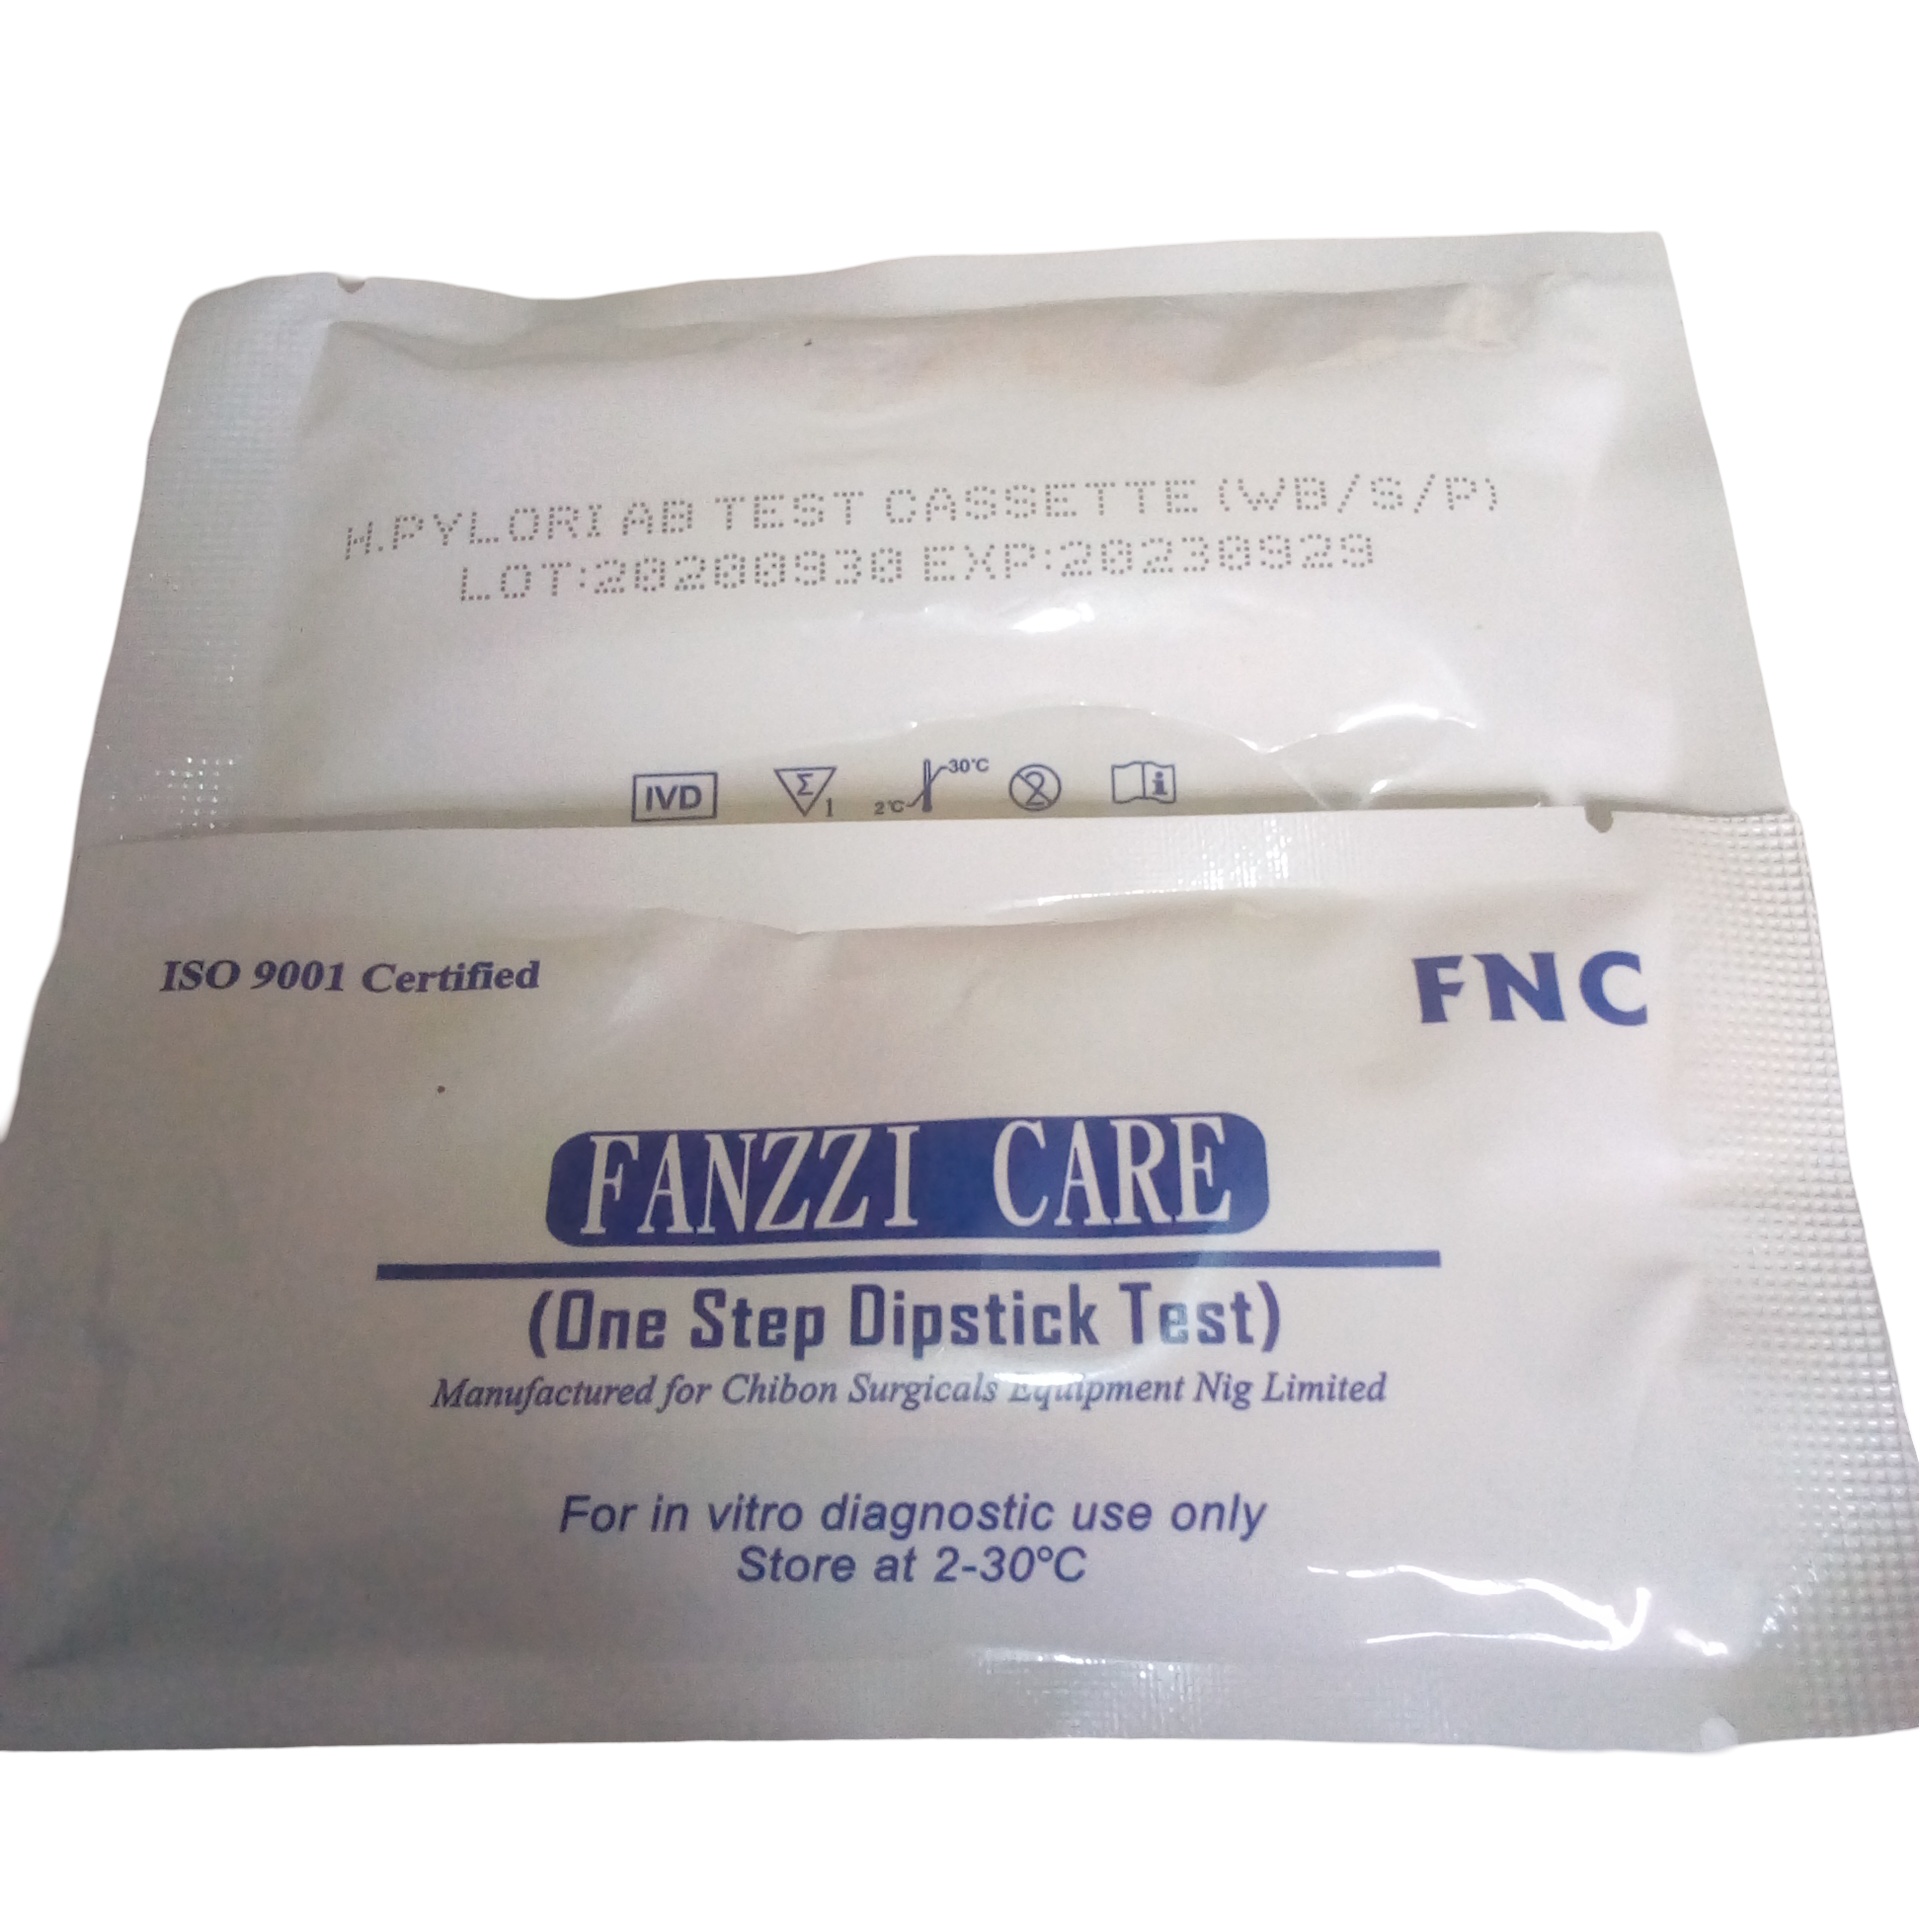 H.PYLORI AB TEST CASSETTE (WB/S/P)
LOT:20200930 EXP:20230929
IVD Σ 1 2°C 30°C 2 i
ISO 9001 Certified
FNC
FANZZI CARE
(One Step Dipstick Test)
Manufactured for Chibon Surgicals Equipment Nig Limited
For in vitro diagnostic use only
Store at 2-30°C